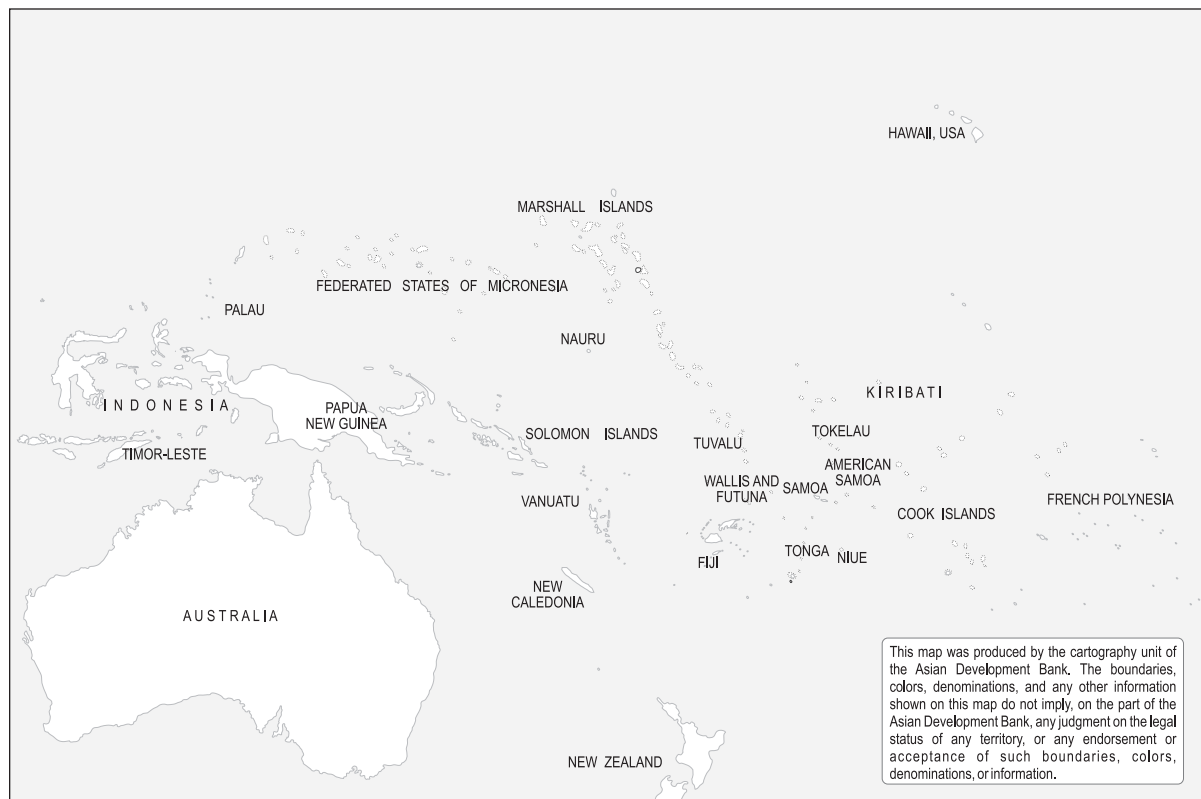 HAWAII, USA
MARSHALL ISLANDS
FEDERATED STATES OF MICRONESIA
PALAU
NAURU
KIRIBATI
INDONESIA
PAPUA
NEW GUINEA
SOLOMON ISLANDS
TUVALU
TOKELAU
TIMOR-LESTE
WALLIS AND
FUTUNA
SAMOA
AMERICAN
SAMOA
VANUATU
COOK ISLANDS
FRENCH POLYNESIA
FIJI
TONGA
NIUE
NEW
CALEDONIA
AUSTRALIA
NEW ZEALAND
This map was produced by the cartography unit of
the Asian Development Bank. The boundaries,
colors, denominations, and any other information
shown on this map do not imply, on the part of the
Asian Development Bank, any judgment on the legal
status of any territory, or any endorsement or
acceptance of such boundaries, colors,
denominations, or information.